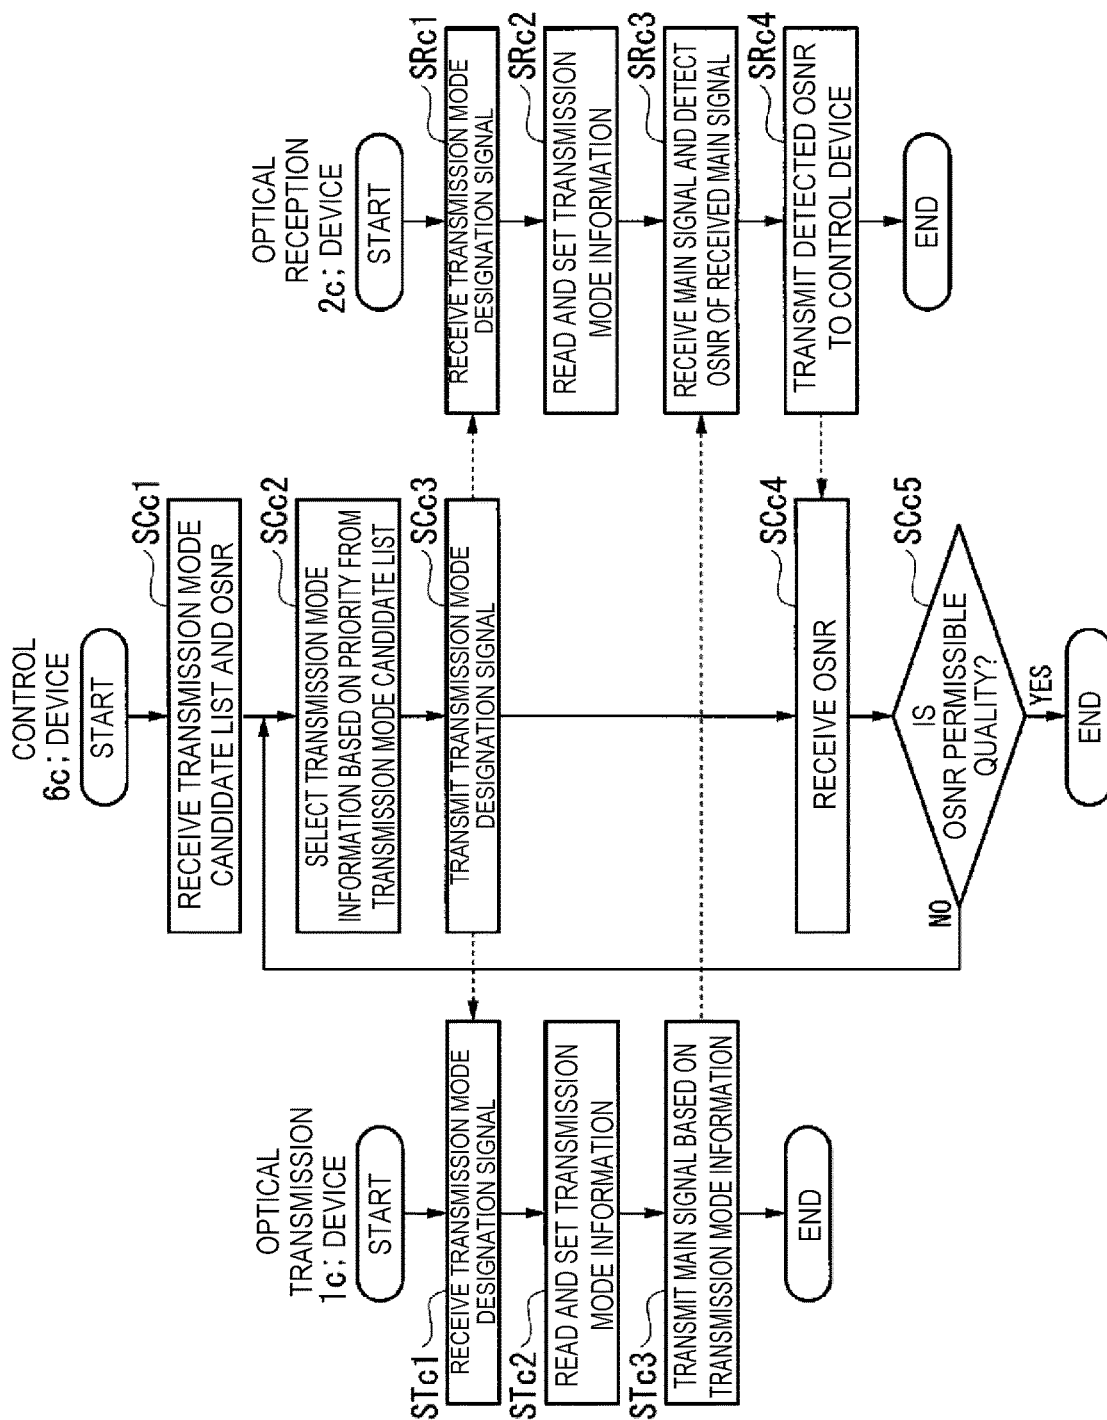 OPTICAL
TRANSMISSION
1c; DEVICE
START
STc1
RECEIVE TRANSMISSION MODE
DESIGNATION SIGNAL
STc2
READ AND SET TRANSMISSION
MODE INFORMATION
STc3
TRANSMIT MAIN SIGNAL BASED ON
TRANSMISSION MODE INFORMATION
END
CONTROL
6c; DEVICE
START
SCc1
RECEIVE TRANSMISSION MODE
CANDIDATE LIST AND OSNR
SCc2
SELECT TRANSMISSION MODE
INFORMATION BASED ON PRIORITY FROM
TRANSMISSION MODE CANDIDATE LIST
SCc3
TRANSMIT TRANSMISSION MODE
DESIGNATION SIGNAL
SCc4
RECEIVE OSNR
SCc5
IS
OSNR PERMISSIBLE
QUALITY?
NO
YES
END
OPTICAL
RECEPTION
2c; DEVICE
START
SRc1
RECEIVE TRANSMISSION MODE
DESIGNATION SIGNAL
SRc2
READ AND SET TRANSMISSION
MODE INFORMATION
SRc3
RECEIVE MAIN SIGNAL AND DETECT
OSNR OF RECEIVED MAIN SIGNAL
SRc4
TRANSMIT DETECTED OSNR
TO CONTROL DEVICE
END